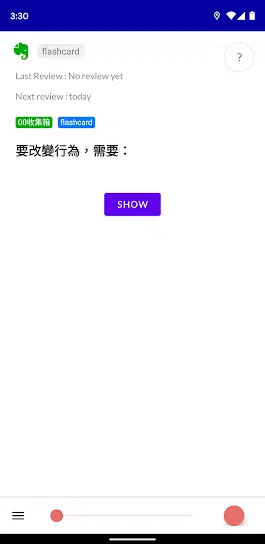 3:30
flashcard
?
Last Review : No review yet
Next review : today
00收集箱 flashcard
要改變行為，需要：
SHOW